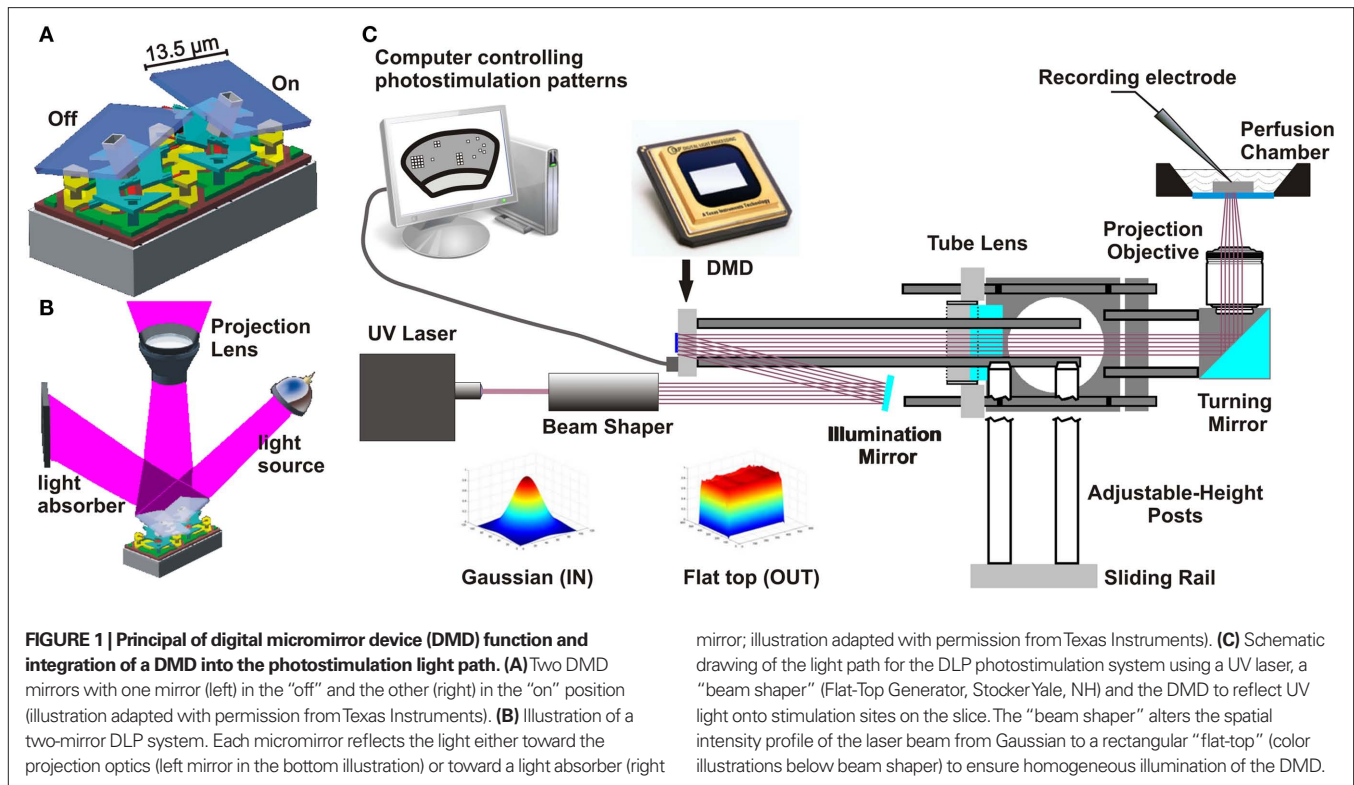 A
13.5 µm
On
Off
B
Projection
Lens
light
source
light
absorber
C
Computer controlling
photostimulation patterns
DIGITAL LIGHT PROCESSING
A Texas Instruments Technology
DMD
Recording electrode
Perfusion
Chamber
Projection
Objective
Tube Lens
UV Laser
Beam Shaper
Illumination
Mirror
Turning
Mirror
Adjustable-Height
Posts
Sliding Rail
Gaussian (IN)
Flat top (OUT)
FIGURE 1 | Principal of digital micromirror device (DMD) function and
integration of a DMD into the photostimulation light path. (A) Two DMD
mirrors with one mirror (left) in the “off” and the other (right) in the “on” position
(illustration adapted with permission from Texas Instruments). (B) Illustration of a
two-mirror DLP system. Each micromirror reflects the light either toward the
projection optics (left mirror in the bottom illustration) or toward a light absorber (right
mirror; illustration adapted with permission from Texas Instruments). (C) Schematic
drawing of the light path for the DLP photostimulation system using a UV laser, a
“beam shaper” (Flat-Top Generator, Stocker Yale, NH) and the DMD to reflect UV
light onto stimulation sites on the slice. The “beam shaper” alters the spatial
intensity profile of the laser beam from Gaussian to a rectangular “flat-top” (color
illustrations below beam shaper) to ensure homogeneous illumination of the DMD.